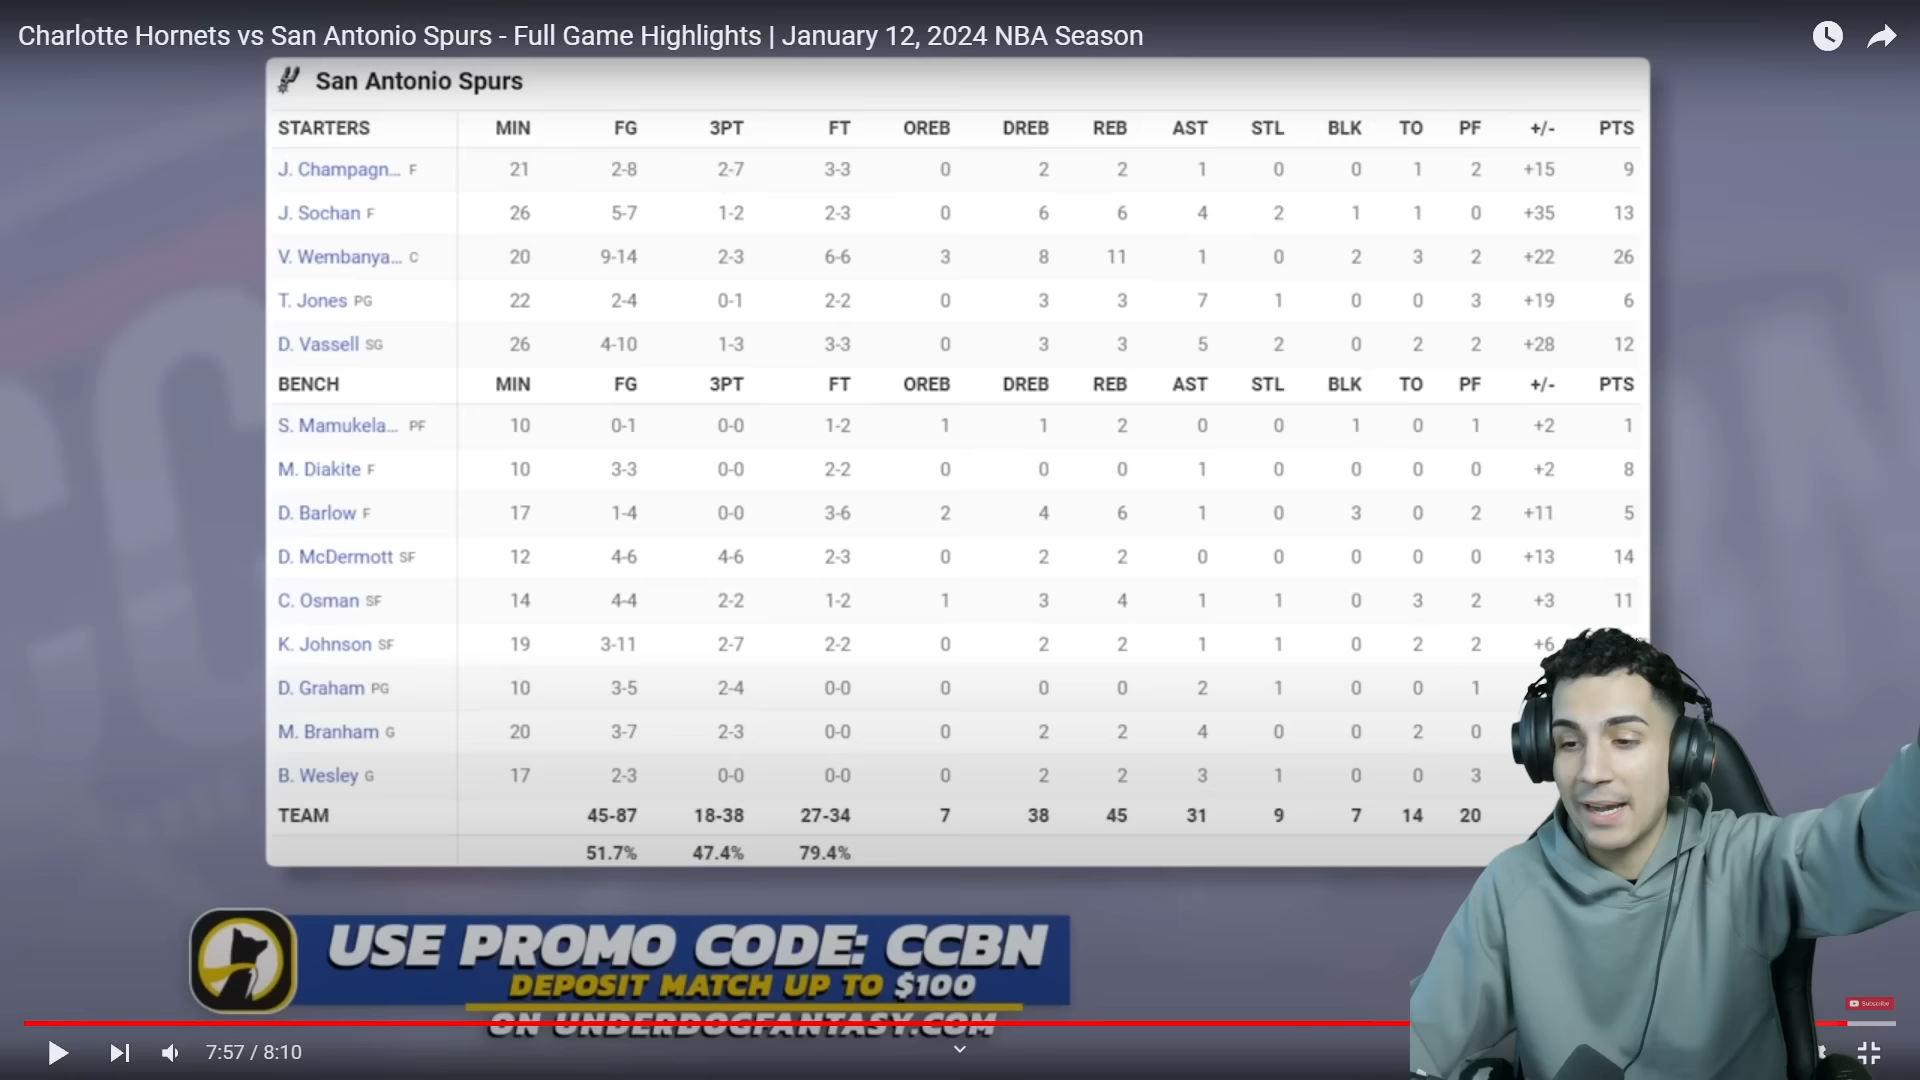 Charlotte Hornets vs San Antonio Spurs - Full Game Highlights | January 12, 2024 NBA Season
San Antonio Spurs
STARTERS MIN FG 3PT FT OREB DREB REB AST STL BLK TO PF +/- PTS
J. Champagn... F 21 2-8 2-7 3-3 0 2 2 1 0 0 1 2 +15 9
J. Sochan F 26 5-7 1-2 2-3 0 6 6 4 2 1 1 0 +35 13
V. Wembanya... C 20 9-14 2-3 6-6 3 8 11 1 0 2 3 2 +22 26
T. Jones PG 22 2-4 0-1 2-2 0 3 3 7 1 0 0 3 +19 6
D. Vassell SG 26 4-10 1-3 3-3 0 3 3 5 2 0 2 2 +28 12
BENCH MIN FG 3PT FT OREB DREB REB AST STL BLK TO PF +/- PTS
S. Mamukela... PF 10 0-1 0-0 1-2 1 1 2 0 0 1 0 1 +2 1
M. Diakite F 10 3-3 0-0 2-2 0 0 0 1 0 0 0 0 +2 8
D. Barlow F 17 1-4 0-0 3-6 2 4 6 1 0 3 0 2 +11 5
D. McDermott SF 12 4-6 4-6 2-3 0 2 2 0 0 0 0 0 +13 14
C. Osman SF 14 4-4 2-2 1-2 1 3 4 1 1 0 3 2 +3 11
K. Johnson SF 19 3-11 2-7 2-2 0 2 2 1 1 0 2 2 +6
D. Graham PG 10 3-5 2-4 0-0 0 0 0 2 1 0 0 1
M. Branham G 20 3-7 2-3 0-0 0 2 2 4 0 0 2 0
B. Wesley G 17 2-3 0-0 0-0 0 2 2 3 1 0 0 3
TEAM 45-87 18-38 27-34 7 38 45 31 9 7 14 20
51.7% 47.4% 79.4%
USE PROMO CODE: CCBN
DEPOSIT MATCH UP TO $100
ON UNDERDOGFANTASY.COM
Subscribe
7:57 / 8:10